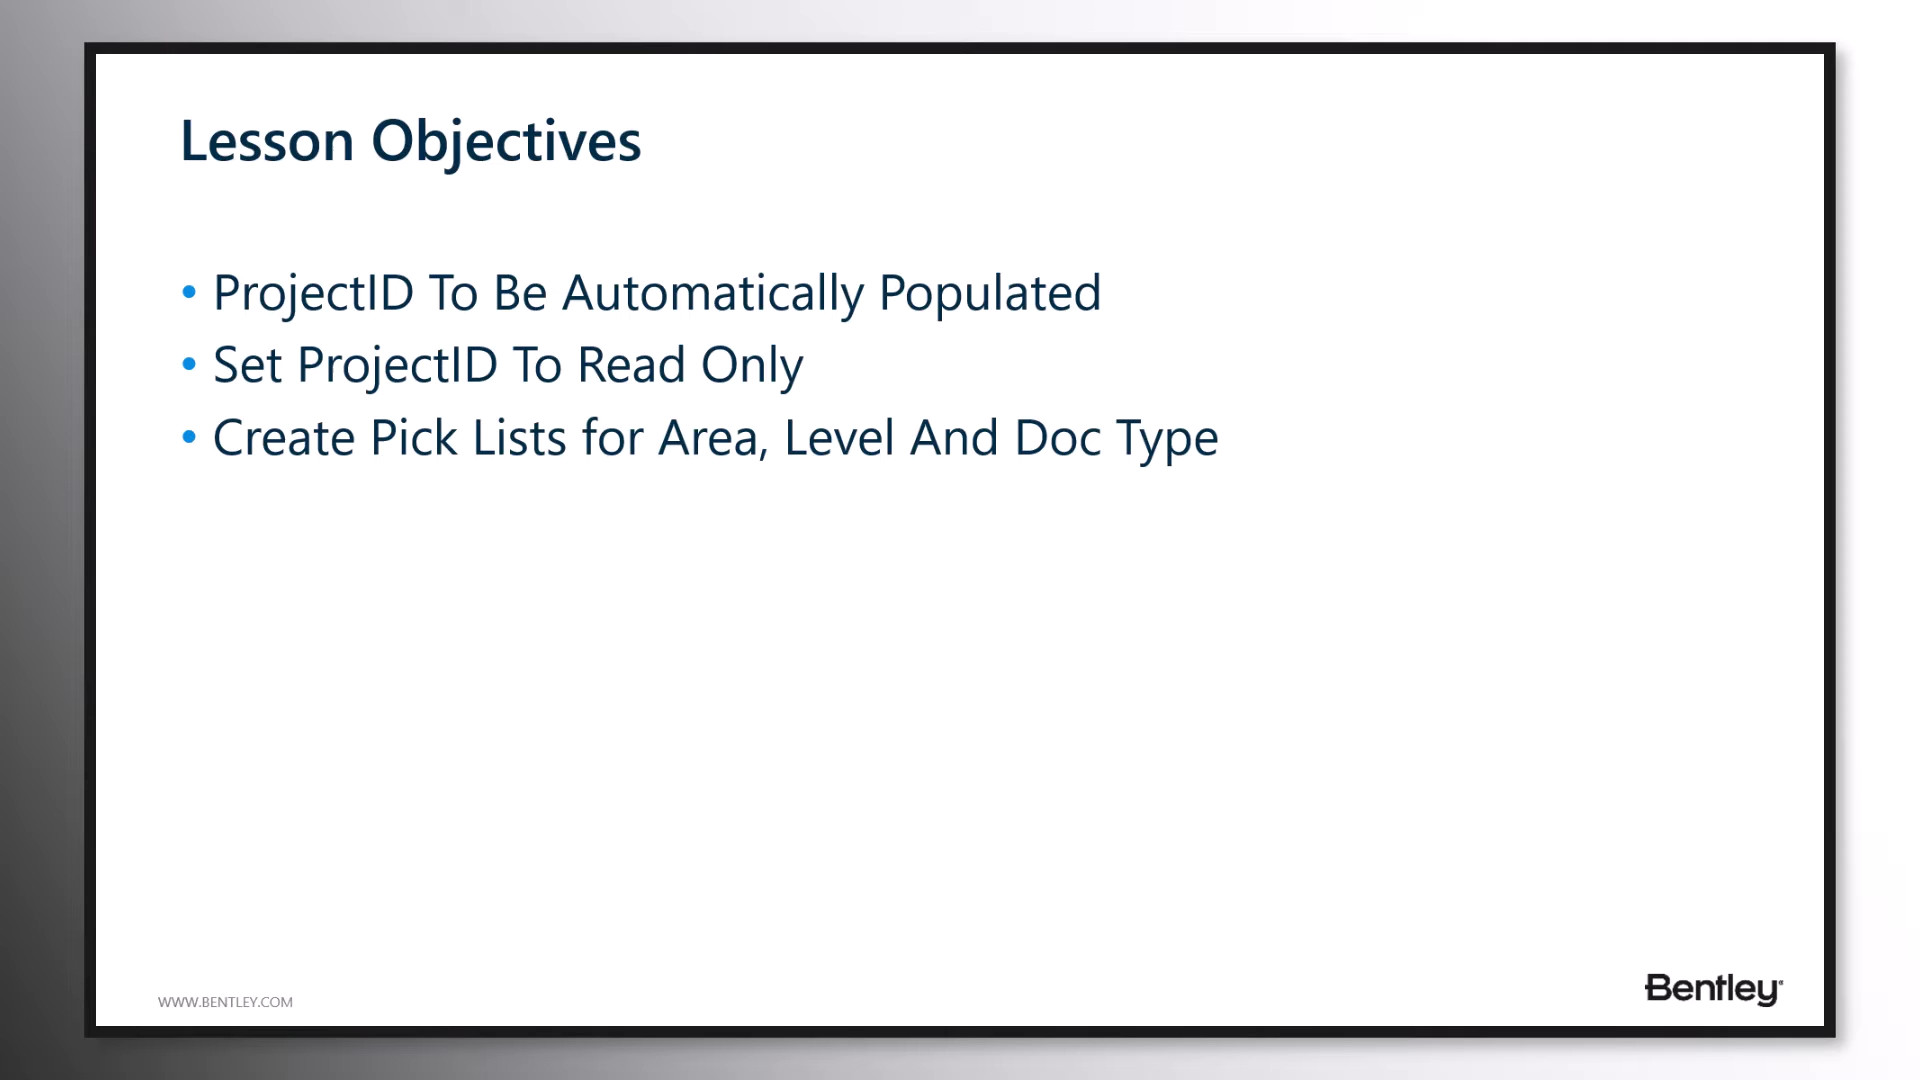 Lesson Objectives
• ProjectID To Be Automatically Populated
• Set ProjectID To Read Only
• Create Pick Lists for Area, Level And Doc Type
WWW.BENTLEY.COM
Bentley®